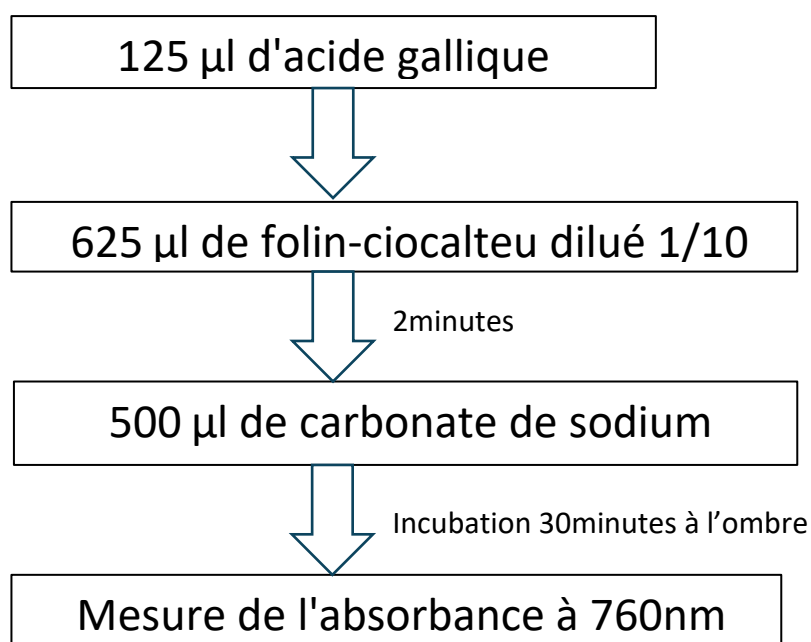 125 µl d'acide gallique
625 µl de folin-ciocalteu dilué 1/10
2minutes
500 µl de carbonate de sodium
Incubation 30minutes à l’ombre
Mesure de l'absorbance à 760nm